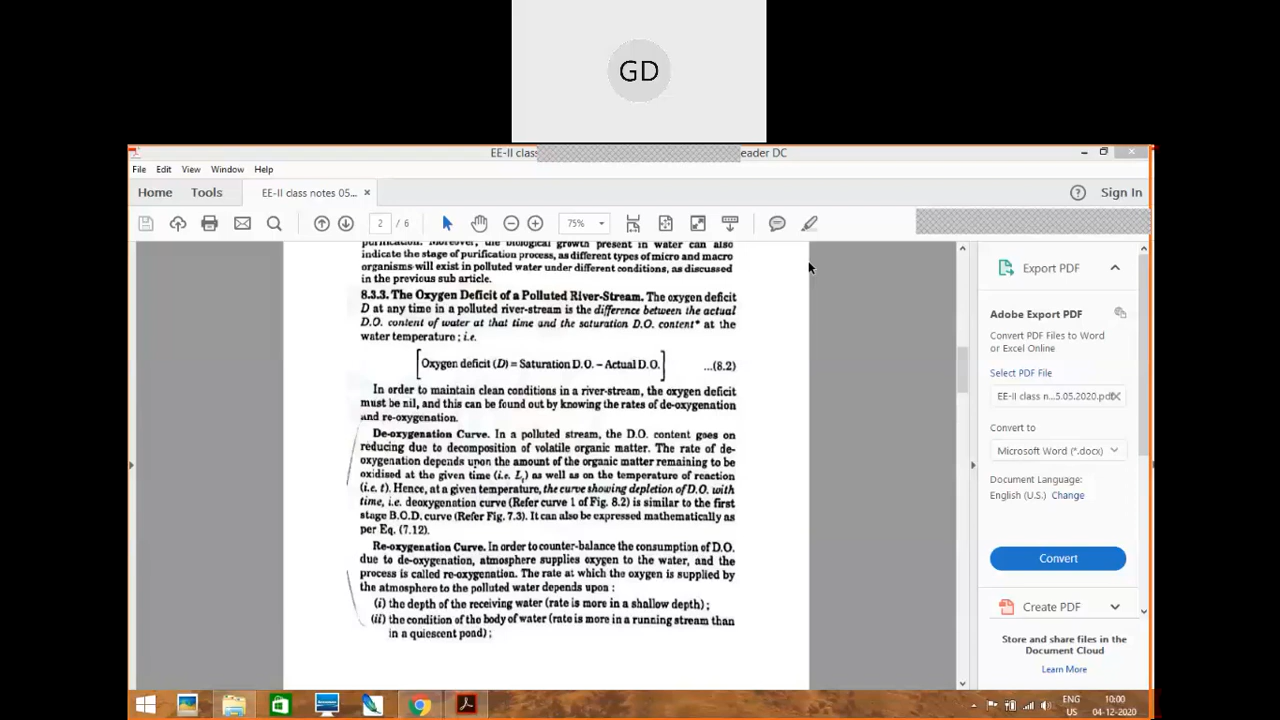 GD
EE-II class
eader DC
File Edit View Window Help
Home Tools EE-II class notes 05... × Sign In
2 / 6 75%
purification. Moreover, the biological growth present in water can also
indicate the stage of purification process, as different types of micro and macro
organisms will exist in polluted water under different conditions, as discussed
in the previous sub article.
8.3.3. The Oxygen Deficit of a Polluted River-Stream. The oxygen deficit
D at any time in a polluted river-stream is the difference between the actual
D.O. content of water at that time and the saturation D.O. content* at the
water temperature ; i.e.
[Oxygen deficit (D) = Saturation D.O. – Actual D.O.] ...(8.2)
In order to maintain clean conditions in a river-stream, the oxygen deficit
must be nil, and this can be found out by knowing the rates of de-oxygenation
and re-oxygenation.
De-oxygenation Curve. In a polluted stream, the D.O. content goes on
reducing due to decomposition of volatile organic matter. The rate of de-
oxygenation depends upon the amount of the organic matter remaining to be
oxidised at the given time (i.e. Lt) as well as on the temperature of reaction
(i.e. t). Hence, at a given temperature, the curve showing depletion of D.O. with
time, i.e. deoxygenation curve (Refer curve 1 of Fig. 8.2) is similar to the first
stage B.O.D. curve (Refer Fig. 7.3). It can also be expressed mathematically as
per Eq. (7.12).
Re-oxygenation Curve. In order to counter-balance the consumption of D.O.
due to de-oxygenation, atmosphere supplies oxygen to the water, and the
process is called re-oxygenation. The rate at which the oxygen is supplied by
the atmosphere to the polluted water depends upon :
(i) the depth of the receiving water (rate is more in a shallow depth) ;
(ii) the condition of the body of water (rate is more in a running stream than
in a quiescent pond) ;
Export PDF
Adobe Export PDF
Convert PDF Files to Word
or Excel Online
Select PDF File
EE-II class n...5.05.2020.pdf
Convert to
Microsoft Word (*.docx)
Document Language:
English (U.S.) Change
Convert
Create PDF
Store and share files in the
Document Cloud
Learn More
ENG 10:00
US 04-12-2020